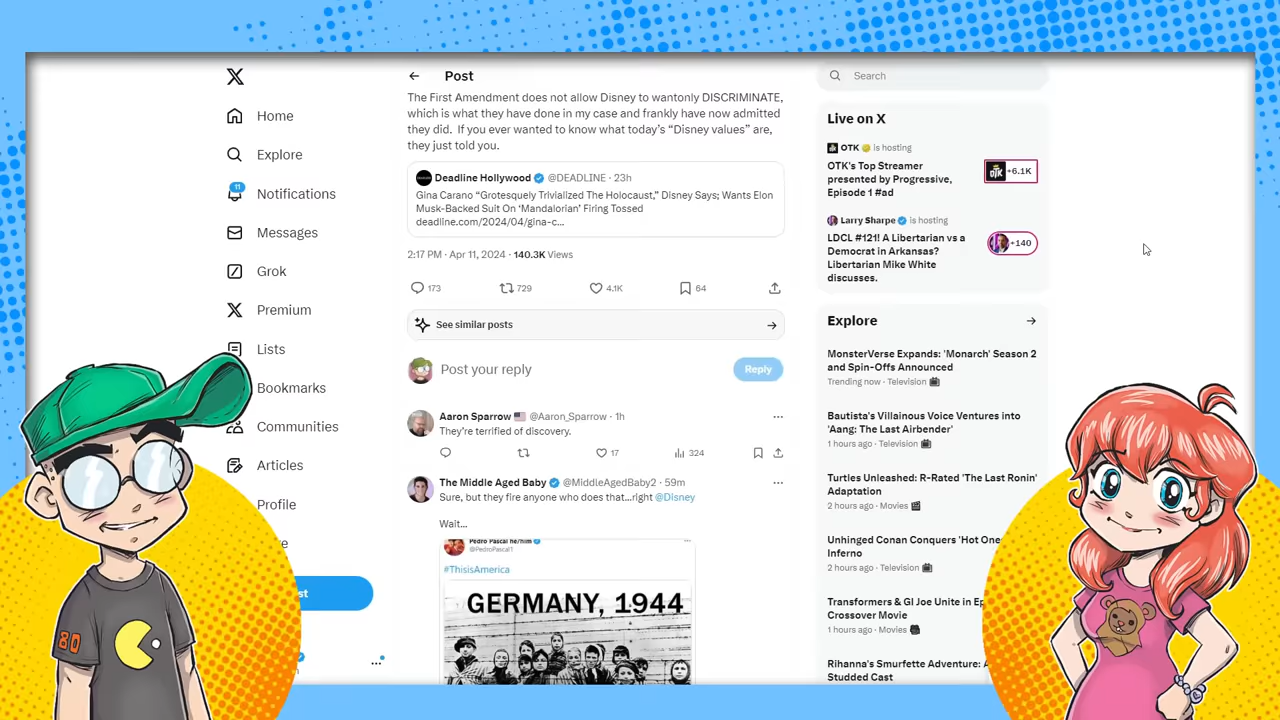 Home
Explore
11
Notifications
Messages
Grok
Premium
Lists
Bookmarks
Communities
Articles
Profile
80
Post
The First Amendment does not allow Disney to wantonly DISCRIMINATE,
which is what they have done in my case and frankly have now admitted
they did. If you ever wanted to know what today's "Disney values" are,
they just told you.
Deadline Hollywood @DEADLINE · 23h
Gina Carano "Grotesquely Trivialized The Holocaust," Disney Says; Wants Elon
Musk-Backed Suit On 'Mandalorian' Firing Tossed
deadline.com/2024/04/gina-c...
2:17 PM · Apr 11, 2024 · 140.3K Views
173 729 4.1K 64
See similar posts
Post your reply
Reply
Aaron Sparrow @Aaron_Sparrow · 1h
They're terrified of discovery.
17 324
The Middle Aged Baby @MiddleAgedBaby2 · 59m
Sure, but they fire anyone who does that...right @Disney
Wait...
Pedro Pascal he/him
@PedroPascal1
#ThisisAmerica
GERMANY, 1944
Search
Live on X
OTK is hosting
OTK's Top Streamer
presented by Progressive,
Episode 1 #ad
OTK +6.1K
Larry Sharpe is hosting
LDCL #121! A Libertarian vs a
Democrat in Arkansas?
Libertarian Mike White
discusses.
+140
Explore
MonsterVerse Expands: 'Monarch' Season 2
and Spin-Offs Announced
Trending now · Television
Bautista's Villainous Voice Ventures into
'Aang: The Last Airbender'
1 hours ago · Television
Turtles Unleashed: R-Rated 'The Last Ronin'
Adaptation
2 hours ago · Movies
Unhinged Conan Conquers 'Hot One
Inferno
2 hours ago · Television
Transformers & GI Joe Unite in Ep
Crossover Movie
1 hours ago · Movies
Rihanna's Smurfette Adventure: A
Studded Cast